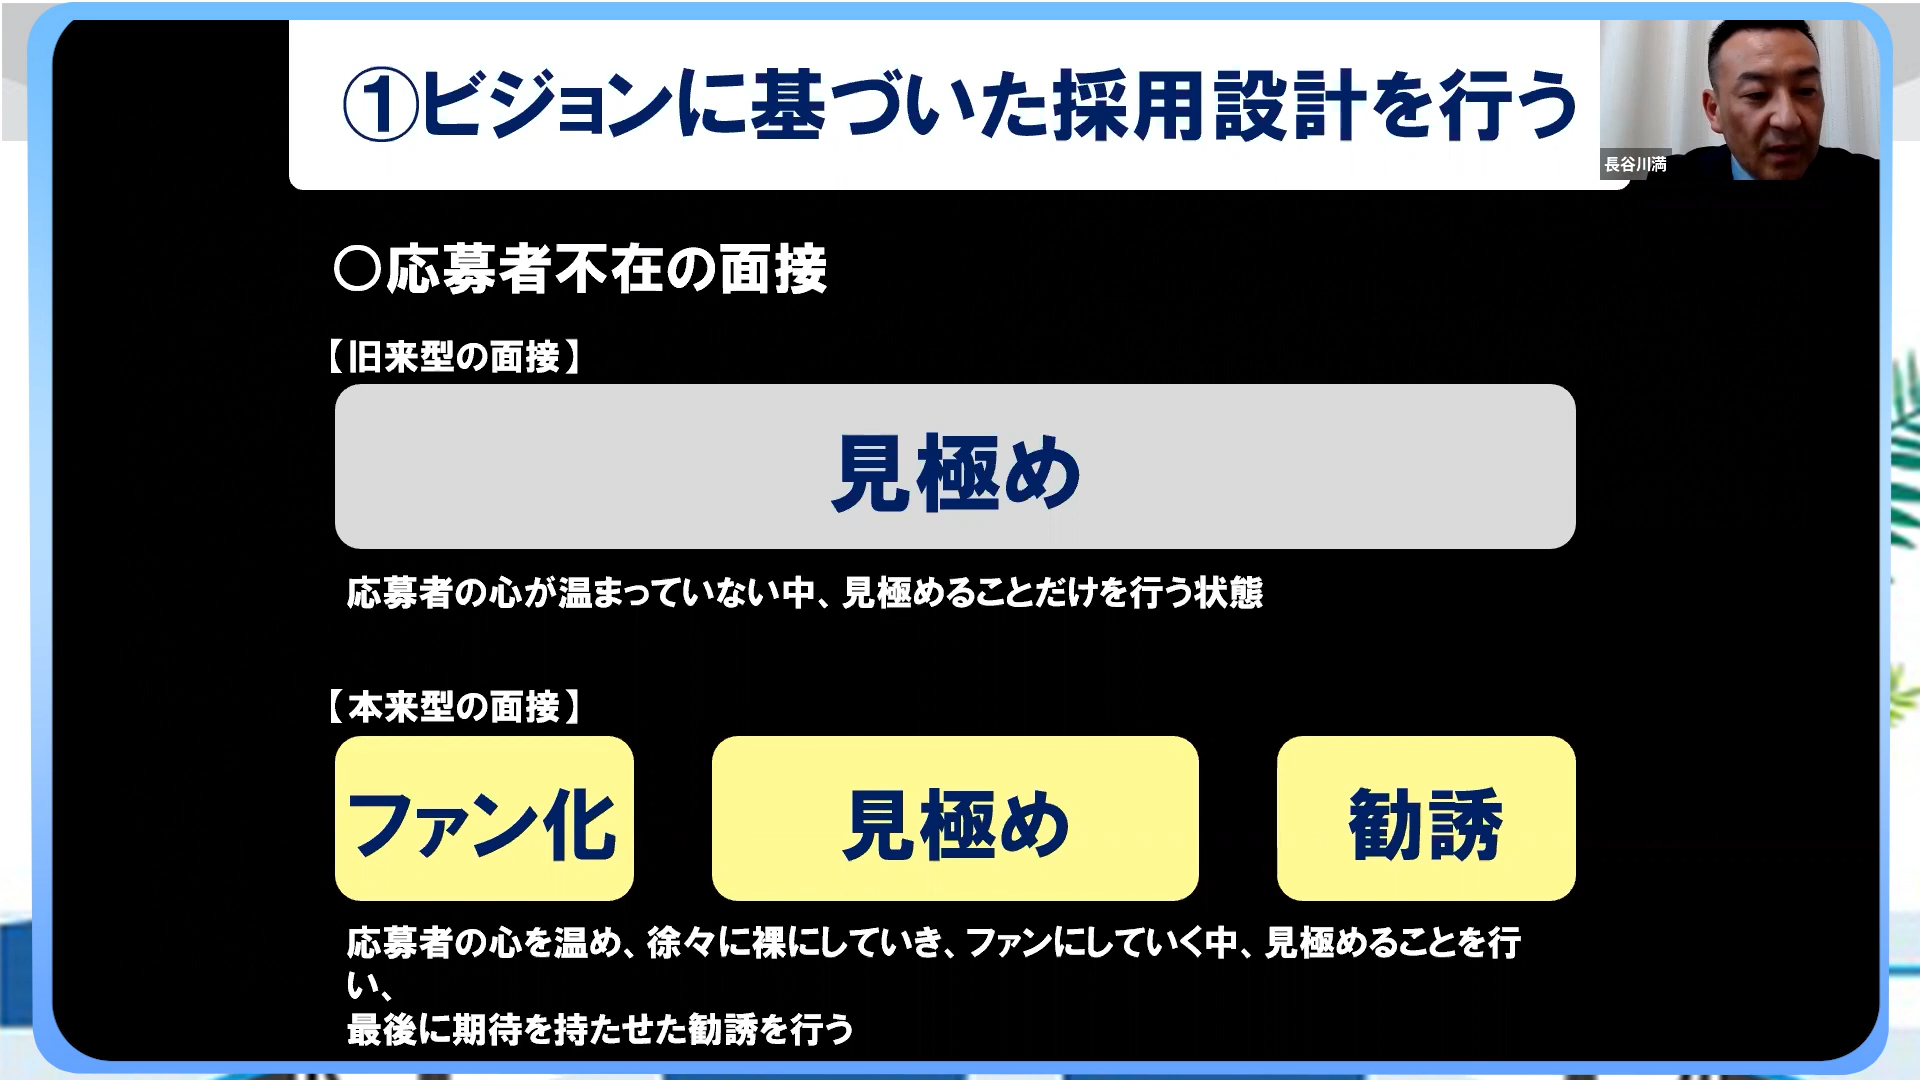 ①ビジョンに基づいた採用設計を行う
長谷川満
〇応募者不在の面接
【旧来型の面接】
見極め
応募者の心が温まっていない中、見極めることだけを行う状態
【本来型の面接】
ファン化
見極め
勧誘
応募者の心を温め、徐々に裸にしていき、ファンにしていく中、見極めることを行
い、
最後に期待を持たせた勧誘を行う